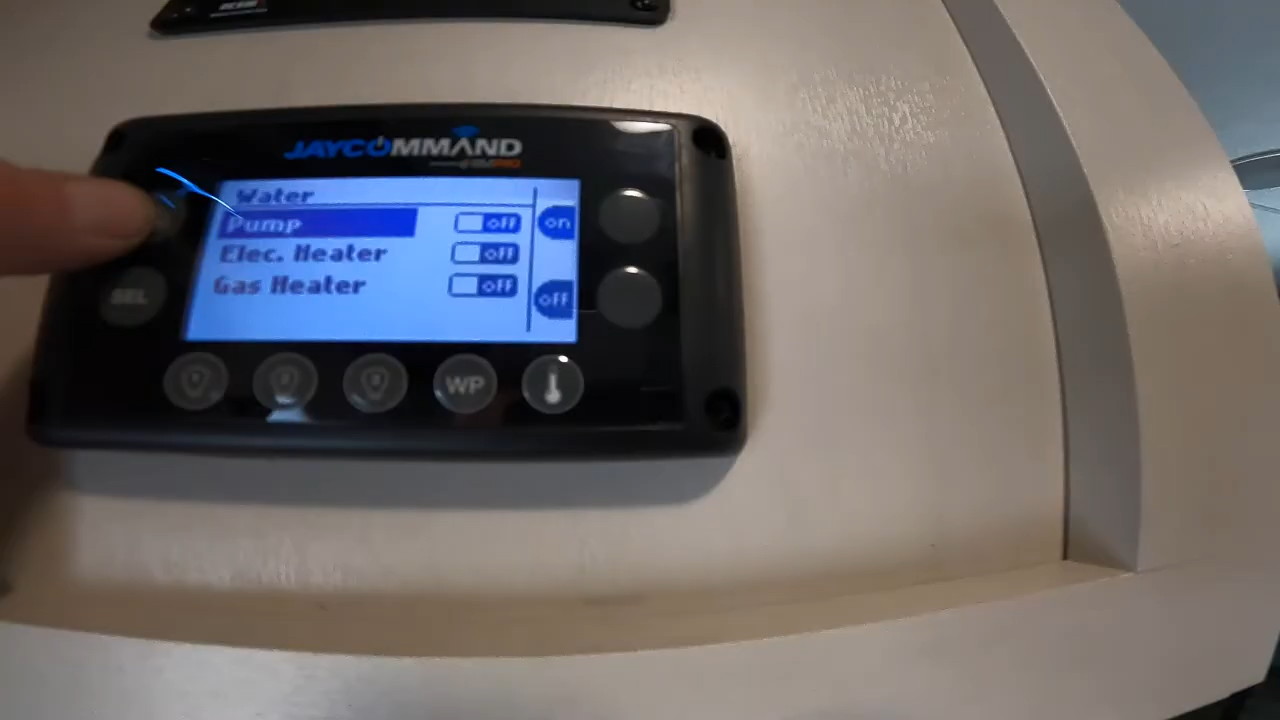 JAYCOMMAND
Water
Pump OFF on
Elec. Heater OFF
Gas Heater OFF OFF
SEL
WP